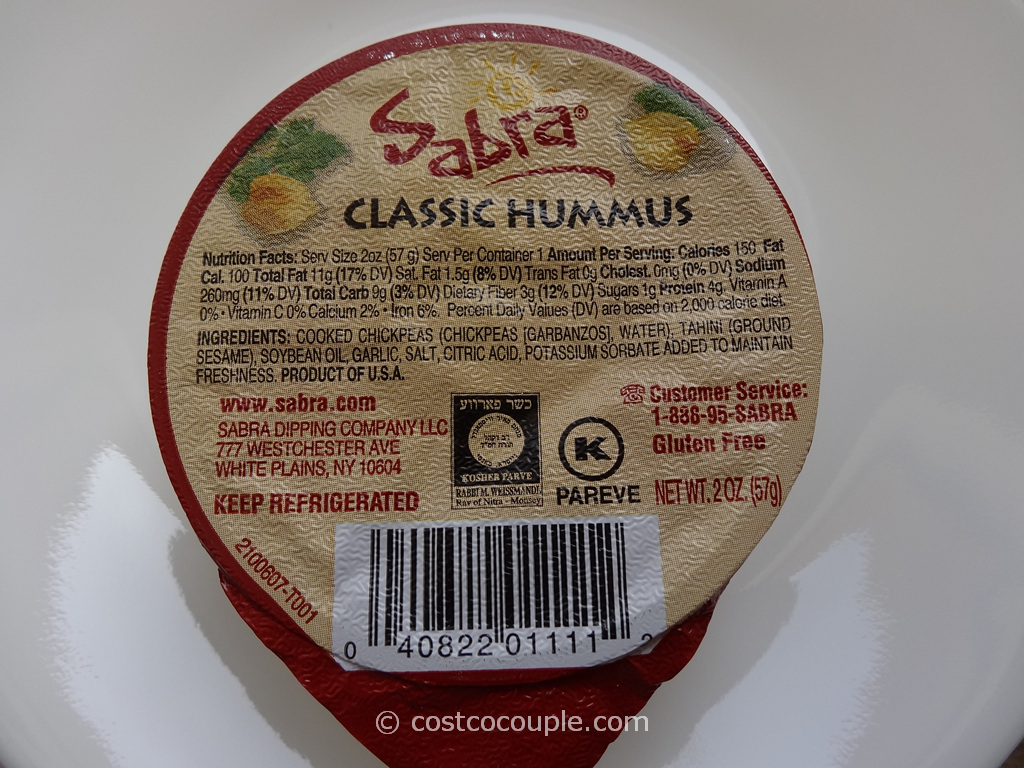 Sabra®
CLASSIC HUMMUS
Nutrition Facts: Serv Size 2oz (57 g) Serv Per Container 1 Amount Per Serving: Calories 150 Fat
Cal. 100 Total Fat 11g (17% DV) Sat. Fat 1.5g (8% DV) Trans Fat 0g Cholest. 0mg (0% DV) Sodium
260mg (11% DV) Total Carb 9g (3% DV) Dietary Fiber 3g (12% DV) Sugars 1g Protein 4g. Vitamin A
0% • Vitamin C 0% Calcium 2% • Iron 6%. Percent Daily Values (DV) are based on 2,000 calorie diet.
INGREDIENTS: COOKED CHICKPEAS (CHICKPEAS [GARBANZOS], WATER), TAHINI (GROUND
SESAME), SOYBEAN OIL, GARLIC, SALT, CITRIC ACID, POTASSIUM SORBATE ADDED TO MAINTAIN
FRESHNESS. PRODUCT OF U.S.A.
www.sabra.com
SABRA DIPPING COMPANY LLC
777 WESTCHESTER AVE
WHITE PLAINS, NY 10604
KEEP REFRIGERATED
כשר פארווע
KOSHER PARVE
RABBI M. WEISSMANDL
Rav of Nitra - Monsey
K
PAREVE
Customer Service:
1-888-95-SABRA
Gluten Free
NET WT. 2 OZ. (57g)
2100607-T001
0 40822 01111 2
© costcocouple.com